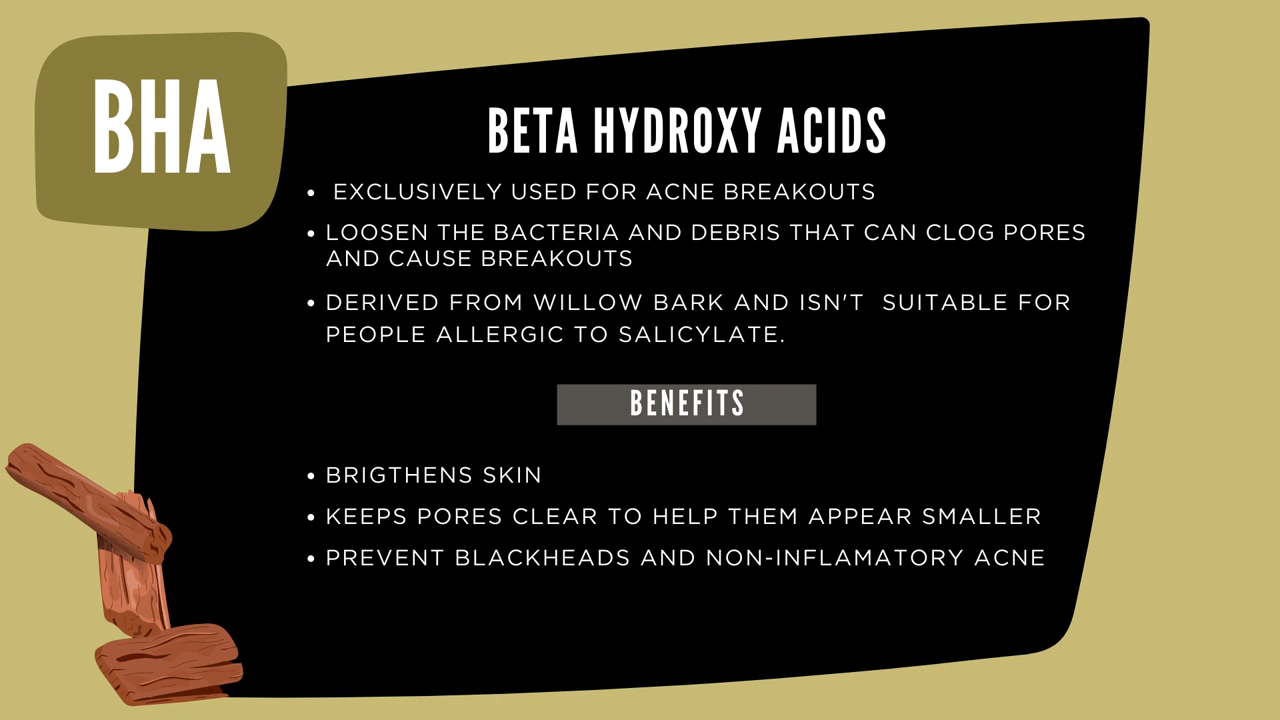 BHA
BETA HYDROXY ACIDS
• EXCLUSIVELY USED FOR ACNE BREAKOUTS
• LOOSEN THE BACTERIA AND DEBRIS THAT CAN CLOG PORES
AND CAUSE BREAKOUTS
• DERIVED FROM WILLOW BARK AND ISN'T SUITABLE FOR
PEOPLE ALLERGIC TO SALICYLATE.
BENEFITS
• BRIGTHENS SKIN
• KEEPS PORES CLEAR TO HELP THEM APPEAR SMALLER
• PREVENT BLACKHEADS AND NON-INFLAMATORY ACNE